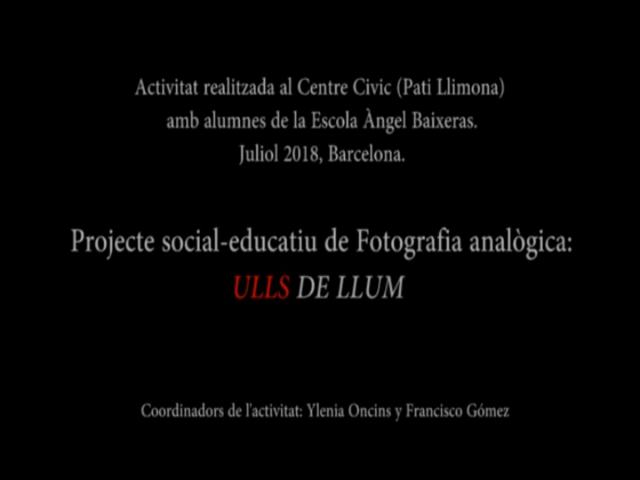 Activitat realitzada al Centre Civic (Pati Llimona)
amb alumnes de la Escola Àngel Baixeras.
Juliol 2018, Barcelona.
Projecte social-educatiu de Fotografia analògica:
ULLS DE LLUM
Coordinadors de l'activitat: Ylenia Oncins y Francisco Gómez